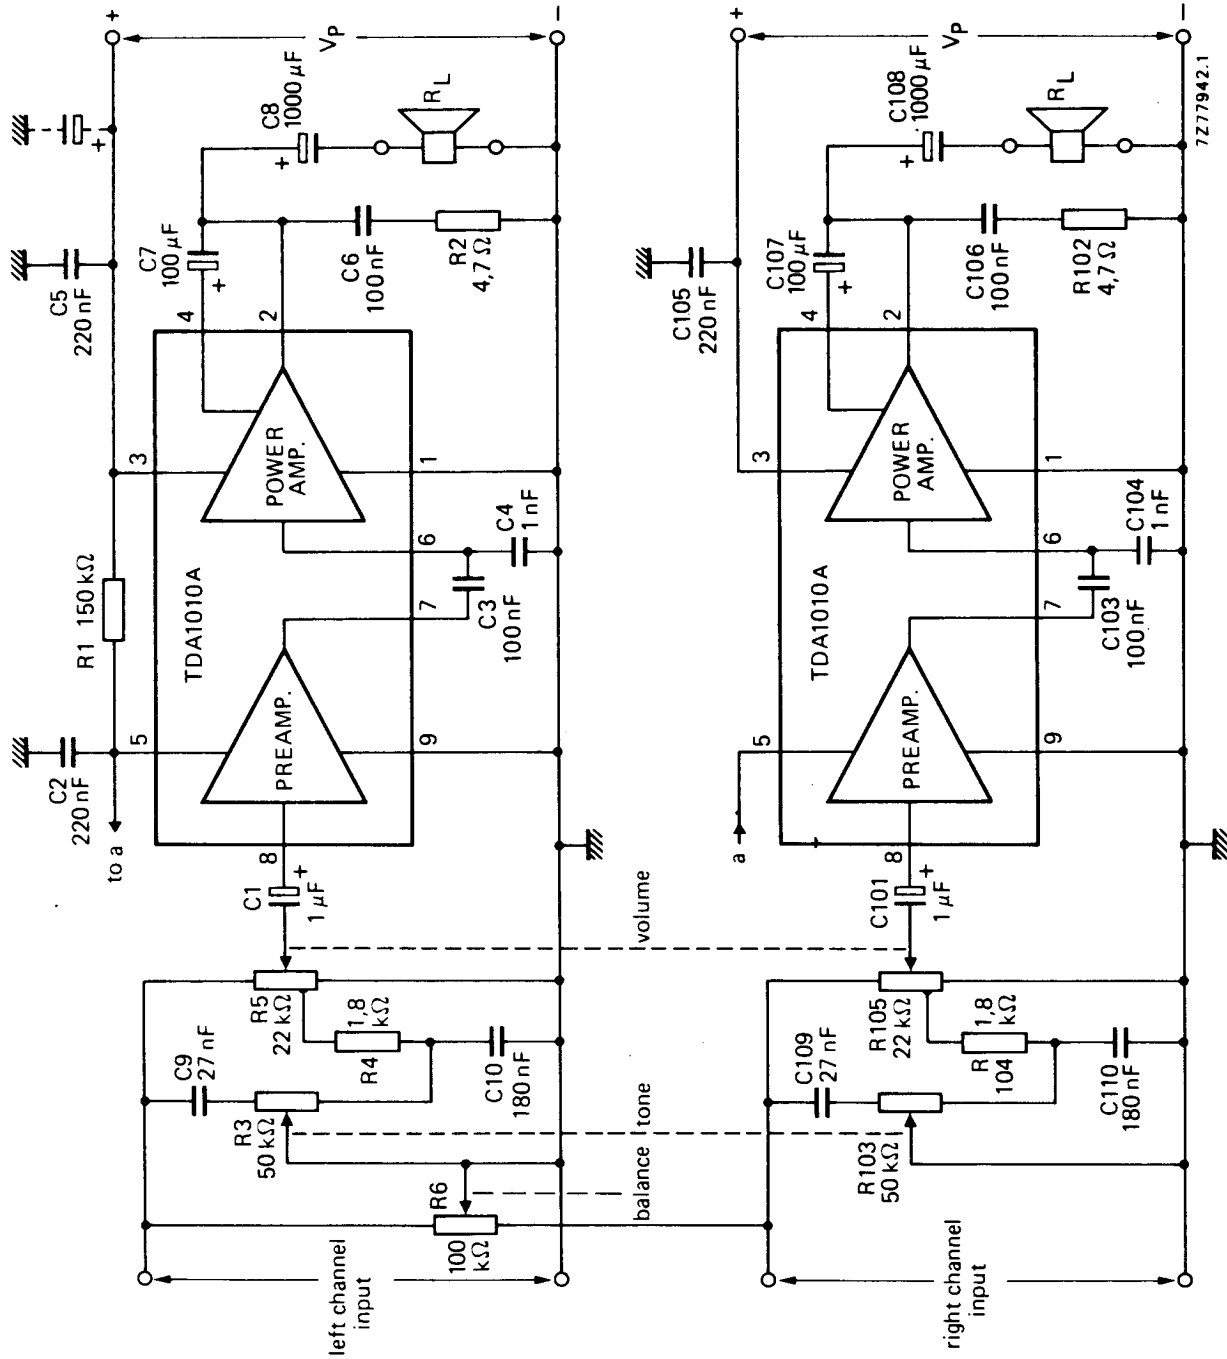 +
VP
−
C8
1000 µF
+
RL
+
C5
220 nF
C7
100 µF
+
4
2
C6
100 nF
R2
4,7 Ω
3
POWER
AMP.
1
R1 150 kΩ
TDA1010A
6
C4
1 nF
7
C3
100 nF
C2
220 nF
5
PREAMP.
9
to a
8
C1
+
1 µF
volume
R5
22 kΩ
1,8
kΩ
R4
C9
27 nF
C10
180 nF
R3
50 kΩ
tone
R6
100
kΩ
balance
left channel
input
+
VP
−
7Z77942.1
C108
1000 µF
+
RL
C105
220 nF
C107
100 µF
+
4
2
C106
100 nF
R102
4,7 Ω
3
POWER
AMP.
1
TDA1010A
6
C104
1 nF
7
C103
100 nF
a
5
PREAMP.
9
8
C101
+
1 µF
R105
22 kΩ
1,8
kΩ
R
104
C109
27 nF
C110
180 nF
R103
50 kΩ
right channel
input